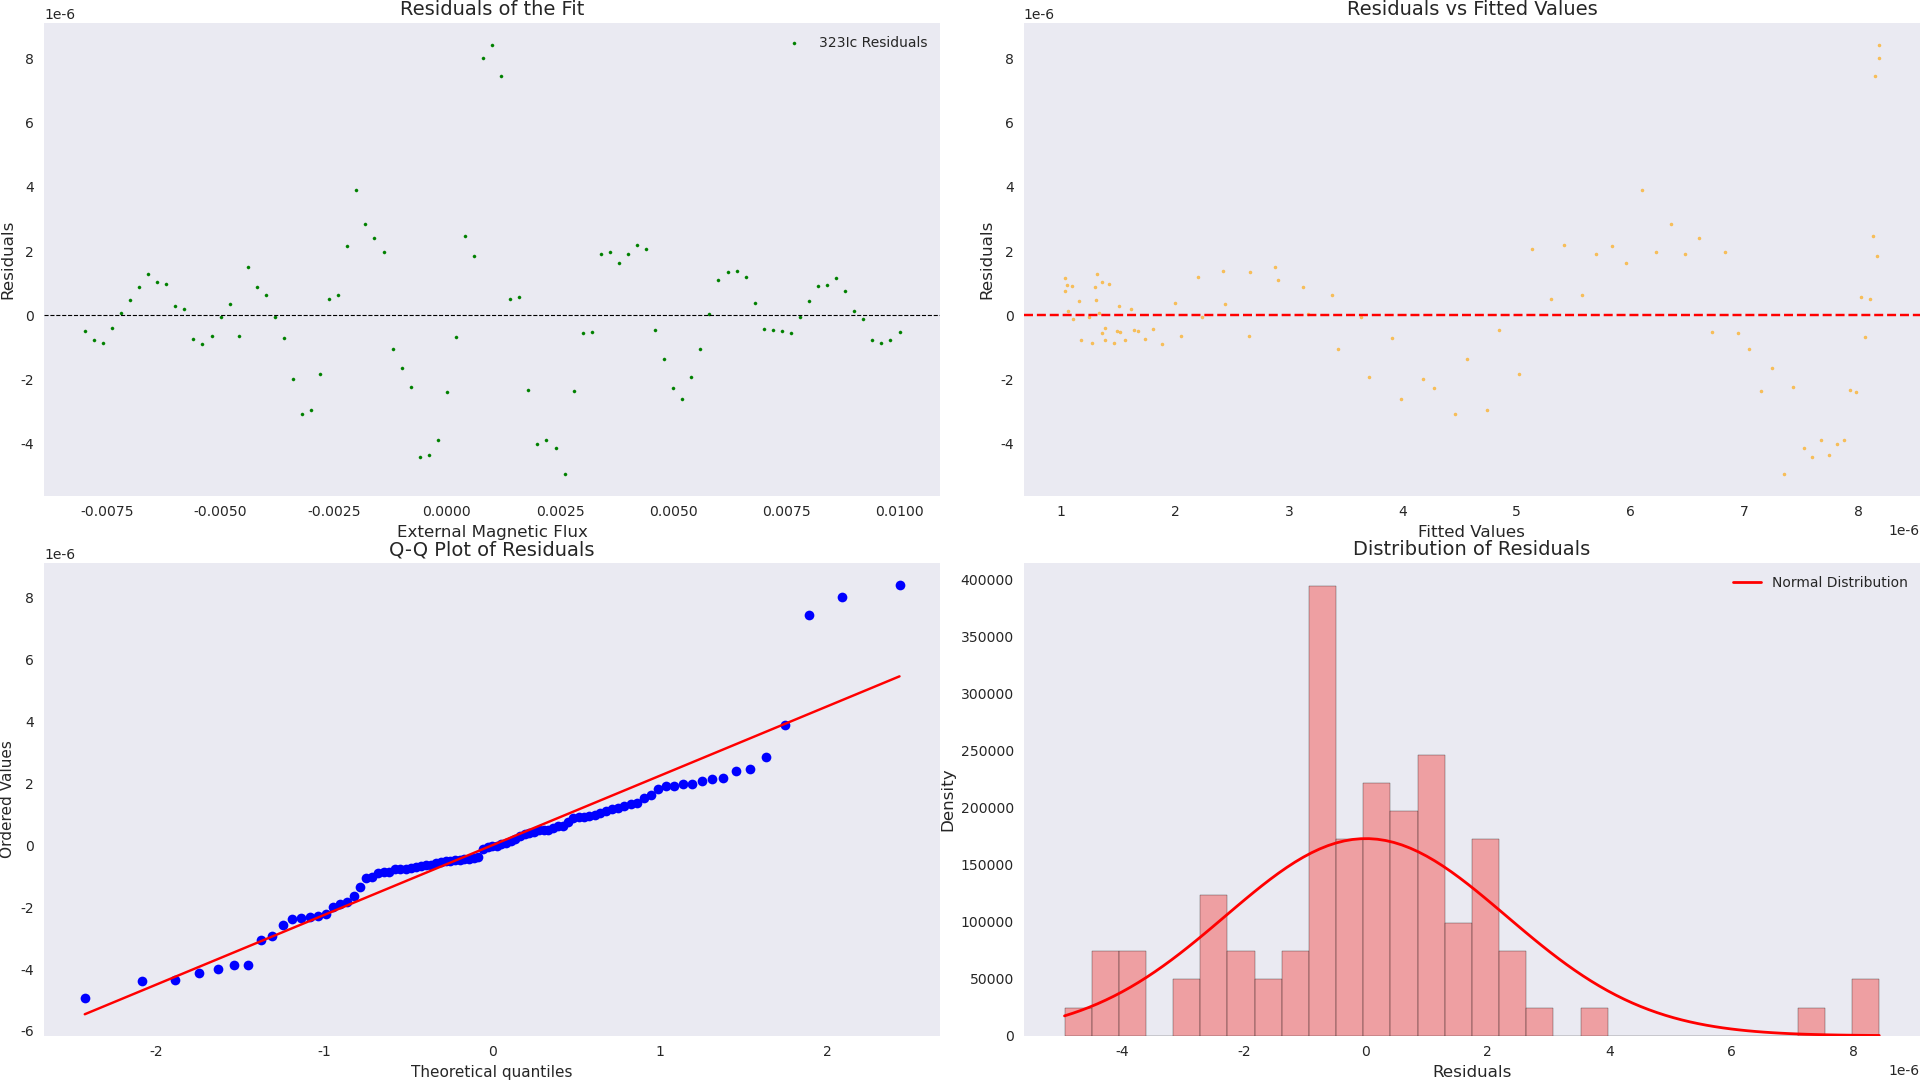 Residuals of the Fit
1e-6
323Ic Residuals
8
6
4
2
0
-2
-4
Residuals
-0.0075 -0.0050 -0.0025 0.0000 0.0025 0.0050 0.0075 0.0100
External Magnetic Flux
Residuals vs Fitted Values
1e-6
8
6
4
2
0
-2
-4
Residuals
1 2 3 4 5 6 7 8
1e-6
Fitted Values
Q-Q Plot of Residuals
1e-6
8
6
4
2
0
-2
-4
-6
Ordered Values
-2 -1 0 1 2
Theoretical quantiles
Distribution of Residuals
Normal Distribution
400000
350000
300000
250000
200000
150000
100000
50000
0
Density
-4 -2 0 2 4 6 8
1e-6
Residuals